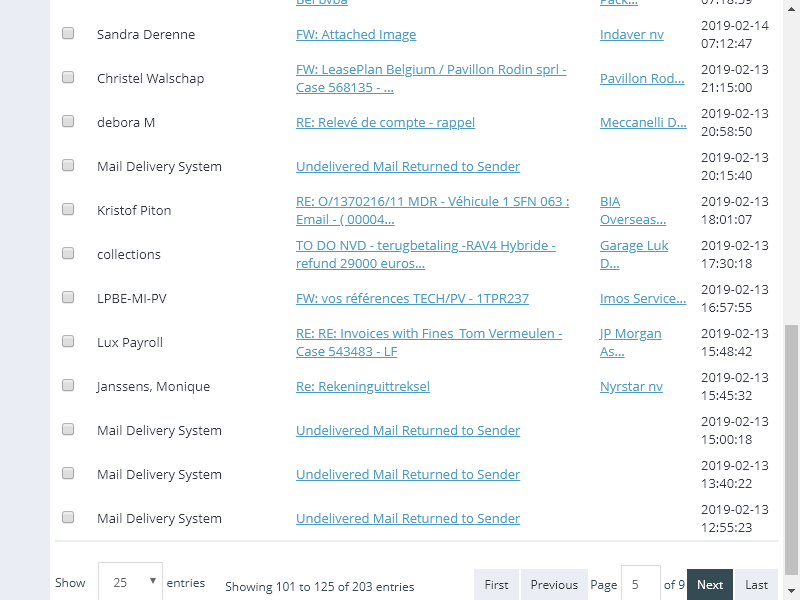 Sandra Derenne FW: Attached Image Indaver nv 2019-02-14
07:12:47
Christel Walschap FW: LeasePlan Belgium / Pavillon Rodin sprl -
Case 568135 - ... Pavillon Rod... 2019-02-13
21:15:00
debora M RE: Relevé de compte - rappel Meccanelli D... 2019-02-13
20:58:50
Mail Delivery System Undelivered Mail Returned to Sender 2019-02-13
20:15:40
Kristof Piton RE: O/1370216/11 MDR - Véhicule 1 SFN 063 :
Email - ( 00004... BIA
Overseas... 2019-02-13
18:01:07
collections TO DO NVD - terugbetaling -RAV4 Hybride -
refund 29000 euros... Garage Luk
D... 2019-02-13
17:30:18
LPBE-MI-PV FW: vos références TECH/PV - 1TPR237 Imos Service... 2019-02-13
16:57:55
Lux Payroll RE: RE: Invoices with Fines Tom Vermeulen -
Case 543483 - LF JP Morgan
As... 2019-02-13
15:48:42
Janssens, Monique Re: Rekeninguittreksel Nyrstar nv 2019-02-13
15:45:32
Mail Delivery System Undelivered Mail Returned to Sender 2019-02-13
15:00:18
Mail Delivery System Undelivered Mail Returned to Sender 2019-02-13
13:40:22
Mail Delivery System Undelivered Mail Returned to Sender 2019-02-13
12:55:23
Show 25 entries Showing 101 to 125 of 203 entries First Previous Page 5 of 9 Next Last